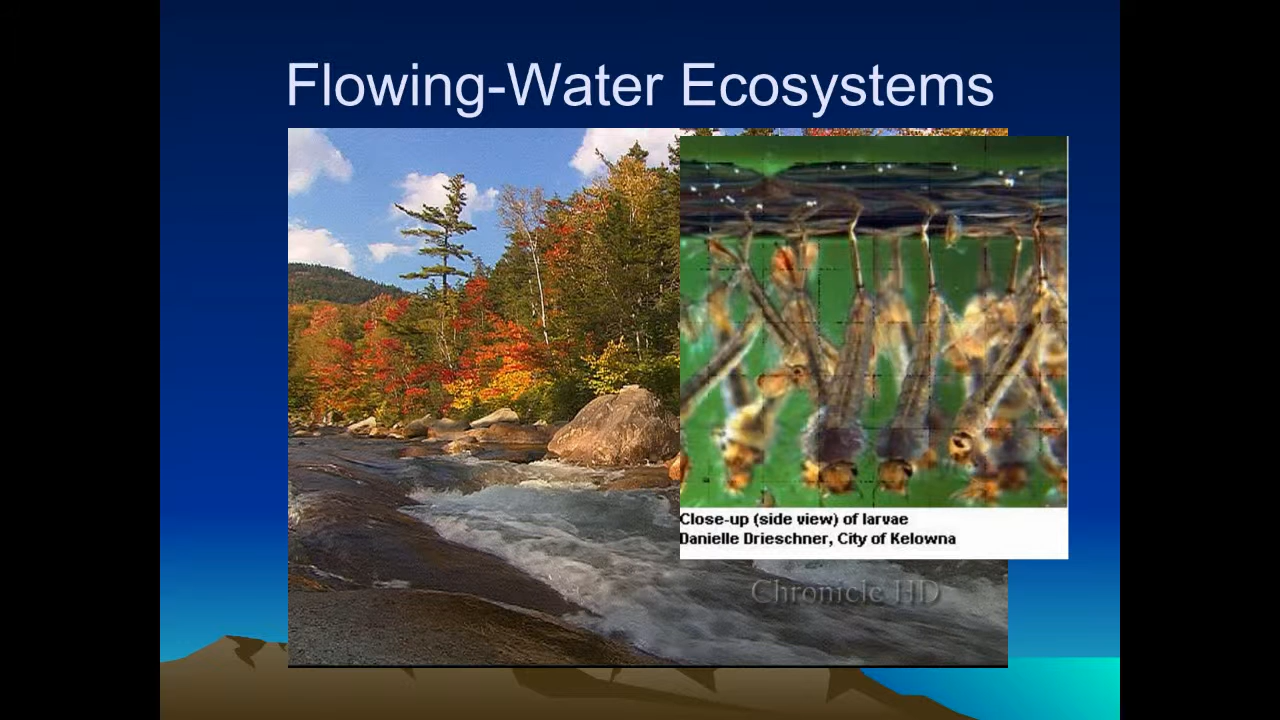 Flowing-Water Ecosystems
Close-up (side view) of larvae
Danielle Drieschner, City of Kelowna
Chronicle HD